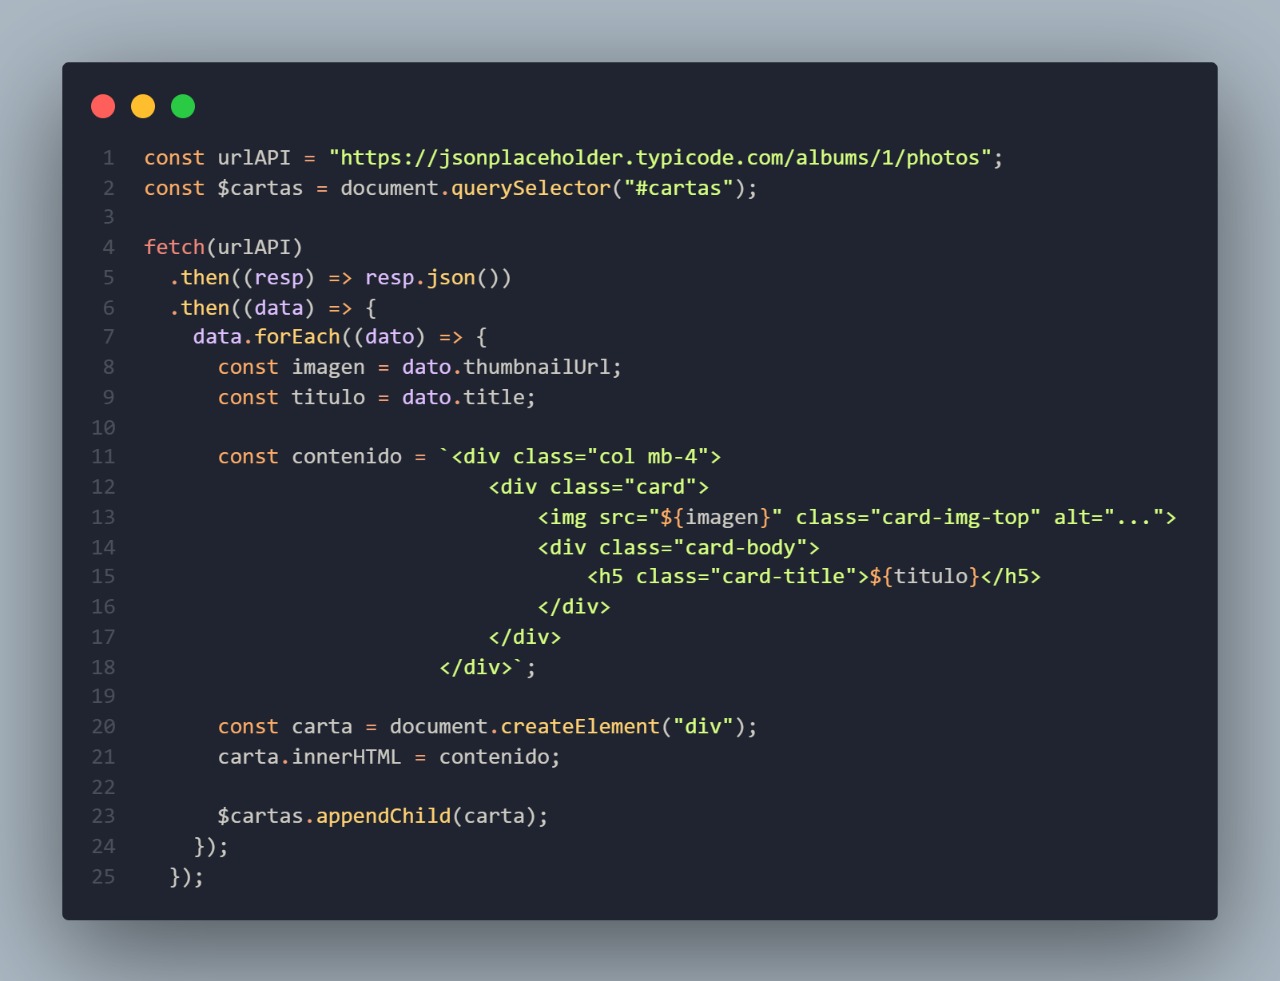 1 const urlAPI = "https://jsonplaceholder.typicode.com/albums/1/photos";
2 const $cartas = document.querySelector("#cartas");
3
4 fetch(urlAPI)
5   .then((resp) => resp.json())
6   .then((data) => {
7     data.forEach((dato) => {
8       const imagen = dato.thumbnailUrl;
9       const titulo = dato.title;
10
11       const contenido = `<div class="col mb-4">
12                             <div class="card">
13                                 <img src="${imagen}" class="card-img-top" alt="...">
14                                 <div class="card-body">
15                                     <h5 class="card-title">${titulo}</h5>
16                                 </div>
17                             </div>
18                         </div>`;
19
20       const carta = document.createElement("div");
21       carta.innerHTML = contenido;
22
23       $cartas.appendChild(carta);
24     });
25   });